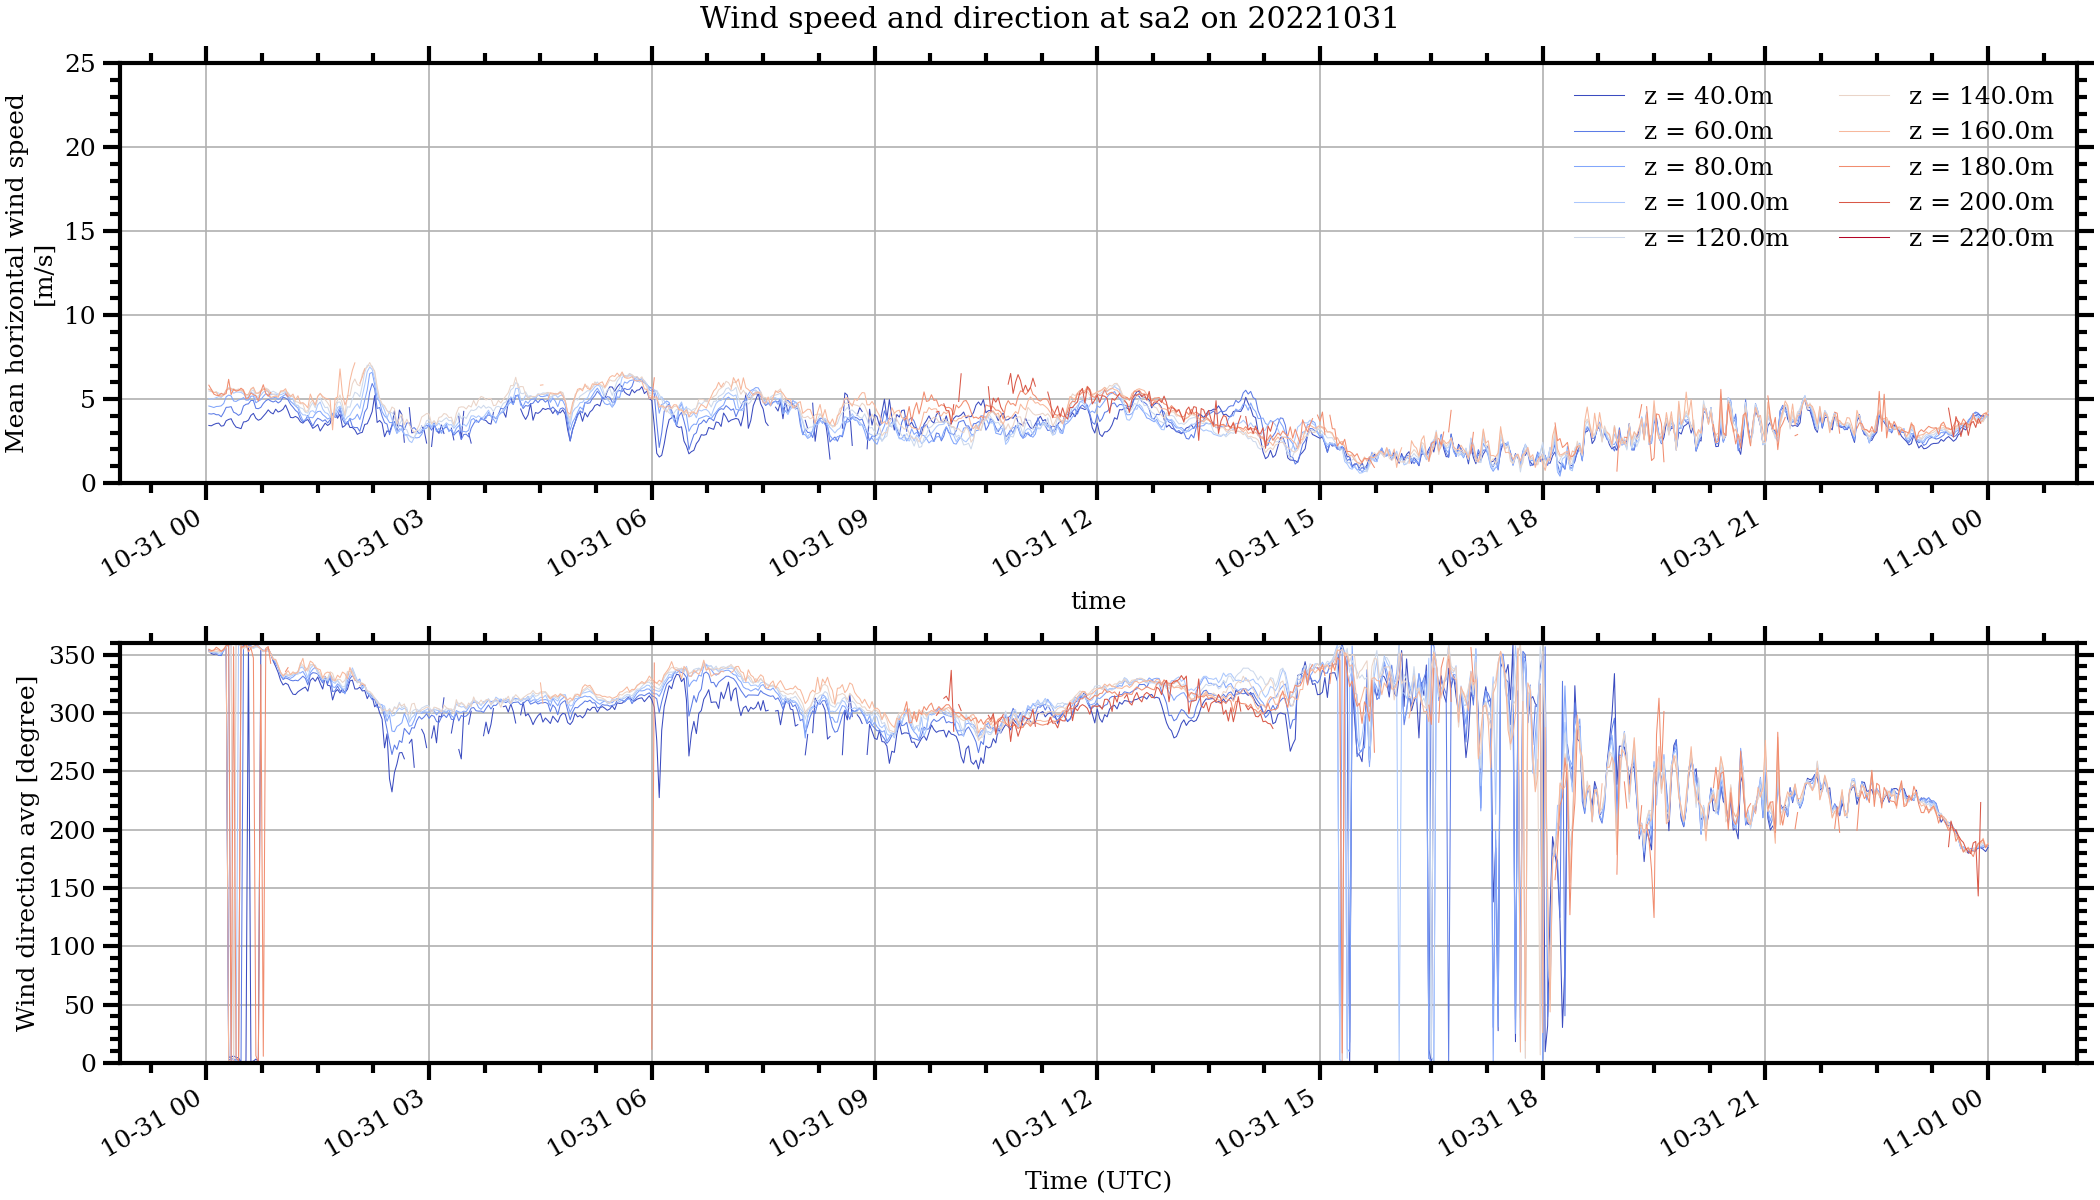 Wind speed and direction at sa2 on 20221031
Mean horizontal wind speed
[m/s]
25
20
15
10
5
0
z = 40.0m
z = 60.0m
z = 80.0m
z = 100.0m
z = 120.0m
z = 140.0m
z = 160.0m
z = 180.0m
z = 200.0m
z = 220.0m
10-31 00
10-31 03
10-31 06
10-31 09
10-31 12
10-31 15
10-31 18
10-31 21
11-01 00
time
Wind direction avg [degree]
350
300
250
200
150
100
50
0
10-31 00
10-31 03
10-31 06
10-31 09
10-31 12
10-31 15
10-31 18
10-31 21
11-01 00
Time (UTC)